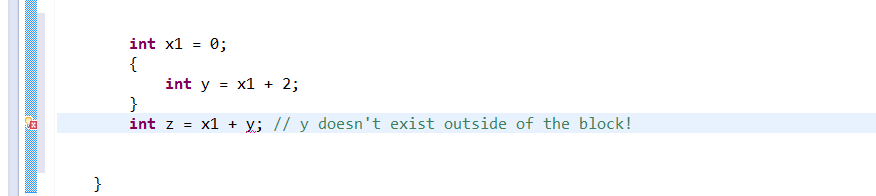 int x1 = 0;
{
int y = x1 + 2;
}
int z = x1 + y; // y doesn't exist outside of the block!
}